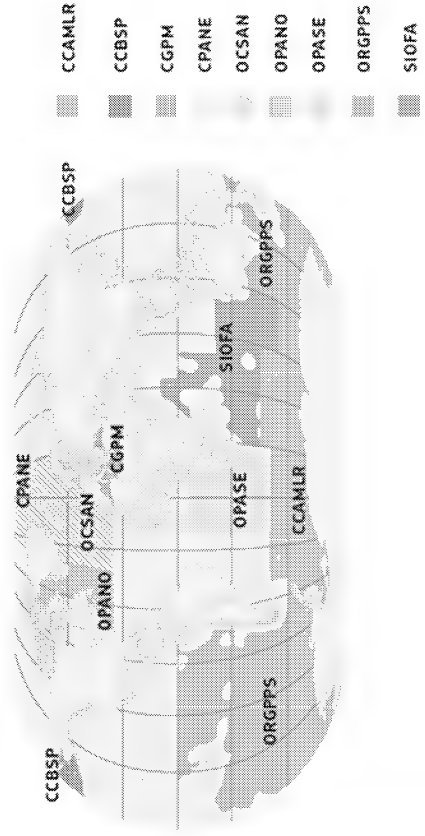 CCBSP
CCBSP
CPANE
OCSAN
CGPM
OPANO
ORGPPS
SIOFA
OPASE
CCAMLR
ORGPPS
CCAMLR
CCBSP
CGPM
CPANE
OCSAN
OPANO
OPASE
ORGPPS
SIOFA